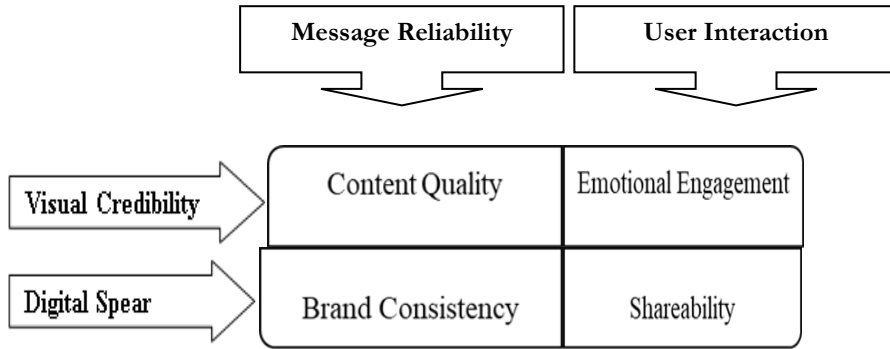 Message Reliability
User Interaction
Content Quality
Emotional Engagement
Visual Credibility
Brand Consistency
Shareability
Digital Spear